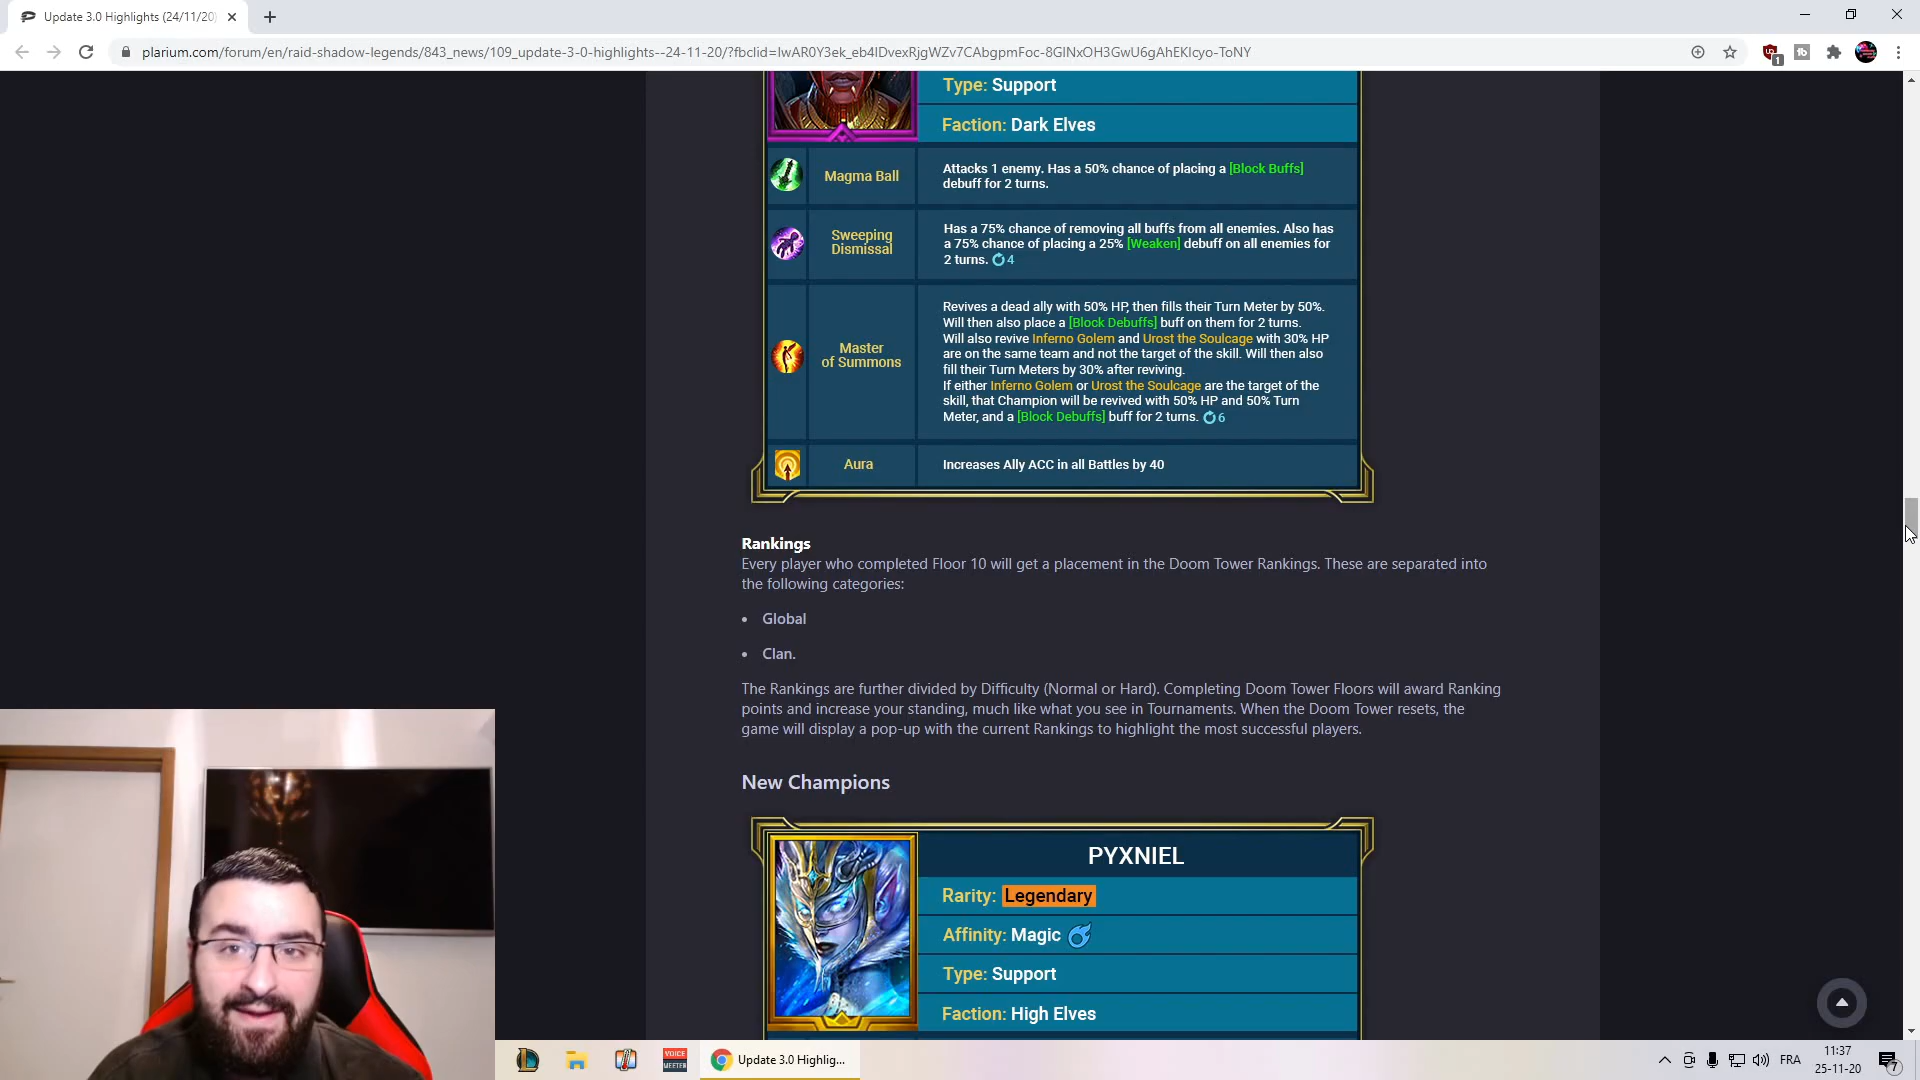 Update 3.0 Highlights (24/11/20)
plarium.com/forum/en/raid-shadow-legends/843_news/109_update-3-0-highlights--24-11-20/?fbclid=IwAR0Y3ek_eb4IDvexRjgWZv7CAbgpmFoc-8GINxOH3GwU6gAhEKIcyo-ToNY
1
Type: Support
Faction: Dark Elves
Magma Ball
Attacks 1 enemy. Has a 50% chance of placing a [Block Buffs]
debuff for 2 turns.
Sweeping
Dismissal
Has a 75% chance of removing all buffs from all enemies. Also has
a 75% chance of placing a 25% [Weaken] debuff on all enemies for
2 turns. 4
Master
of Summons
Revives a dead ally with 50% HP, then fills their Turn Meter by 50%.
Will then also place a [Block Debuffs] buff on them for 2 turns.
Will also revive Inferno Golem and Urost the Soulcage with 30% HP
are on the same team and not the target of the skill. Will then also
fill their Turn Meters by 30% after reviving.
If either Inferno Golem or Urost the Soulcage are the target of the
skill, that Champion will be revived with 50% HP and 50% Turn
Meter, and a [Block Debuffs] buff for 2 turns. 6
Aura
Increases Ally ACC in all Battles by 40
Rankings
Every player who completed Floor 10 will get a placement in the Doom Tower Rankings. These are separated into
the following categories:
• Global
• Clan.
The Rankings are further divided by Difficulty (Normal or Hard). Completing Doom Tower Floors will award Ranking
points and increase your standing, much like what you see in Tournaments. When the Doom Tower resets, the
game will display a pop-up with the current Rankings to highlight the most successful players.
New Champions
PYXNIEL
Rarity: Legendary
Affinity: Magic
Type: Support
Faction: High Elves
VOICE
MEETER
Update 3.0 Highlig...
FRA
11:37
25-11-20
7